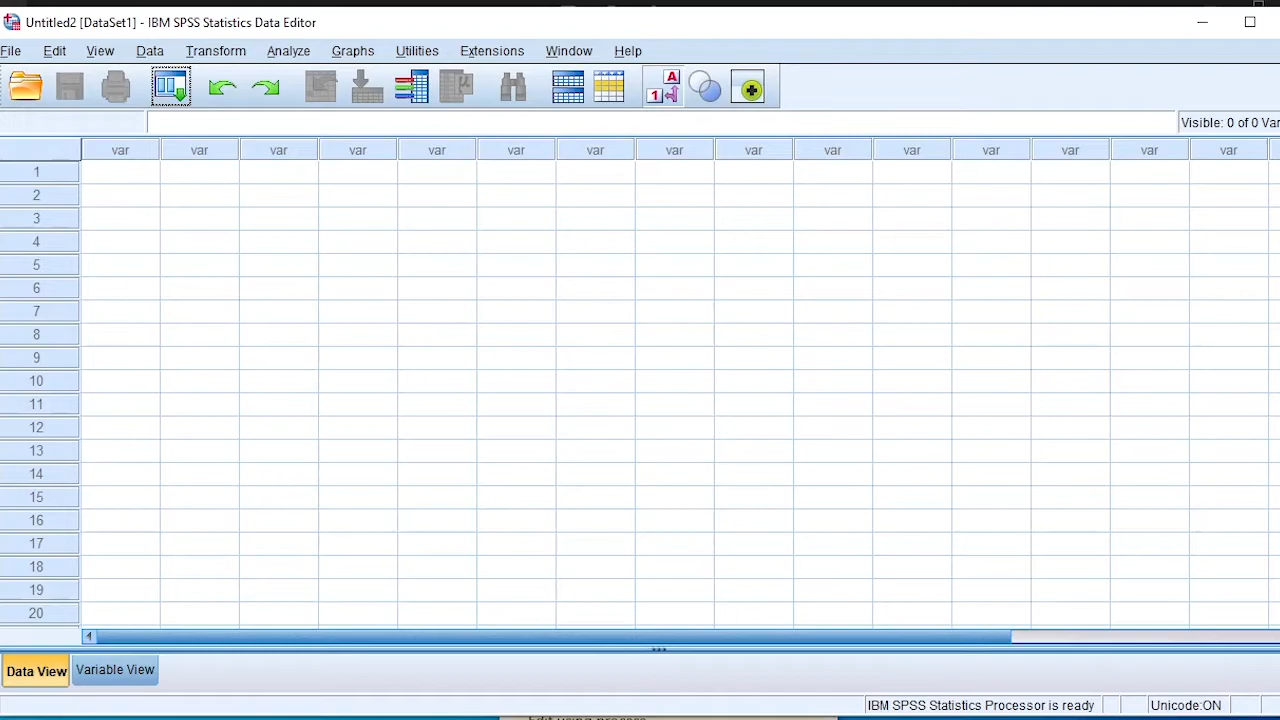 Untitled2 [DataSet1] - IBM SPSS Statistics Data Editor
File Edit View Data Transform Analyze Graphs Utilities Extensions Window Help
A
1
Visible: 0 of 0 Var
var var var var var var var var var var var var var var var
1
2
3
4
5
6
7
8
9
10
11
12
13
14
15
16
17
18
19
20
Data View Variable View
IBM SPSS Statistics Processor is ready Unicode:ON
Edit using process